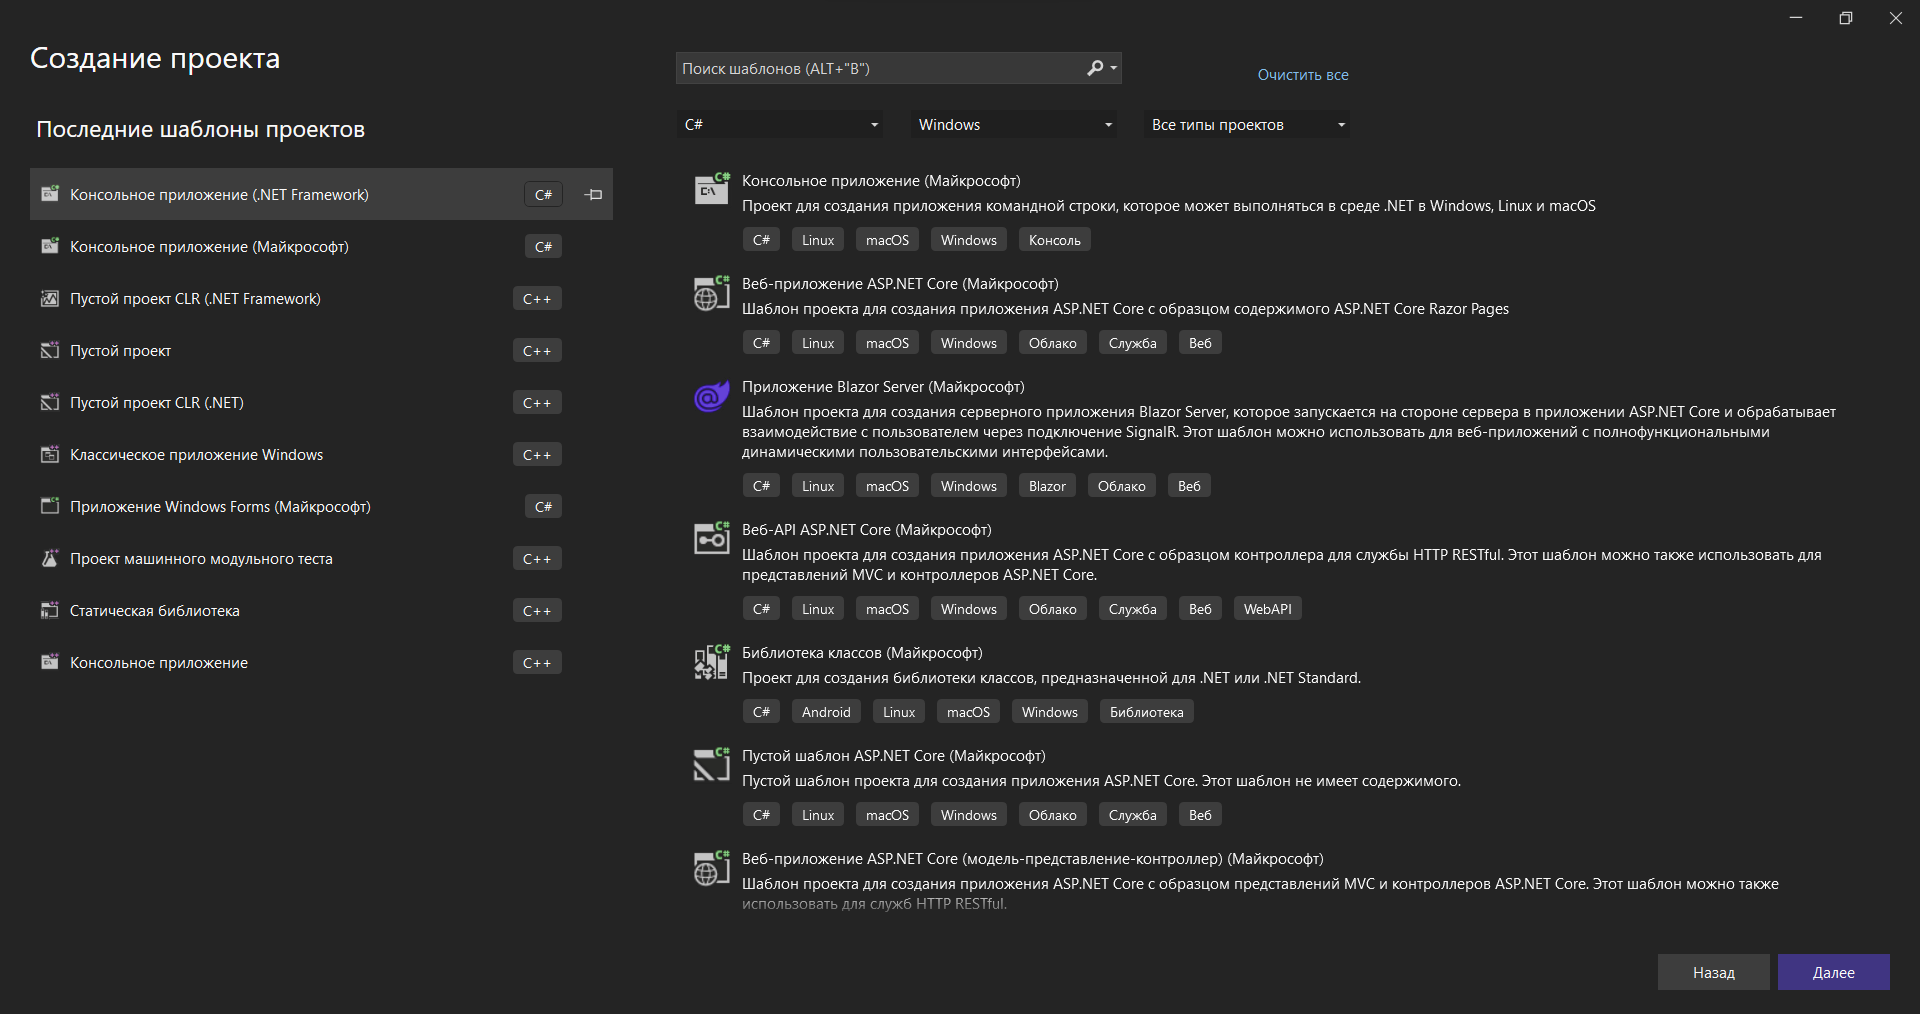 Создание проекта
Последние шаблоны проектов
Консольное приложение (.NET Framework) C#
Консольное приложение (Майкрософт) C#
Пустой проект CLR (.NET Framework) C++
Пустой проект C++
Пустой проект CLR (.NET) C++
Классическое приложение Windows C++
Приложение Windows Forms (Майкрософт) C#
Проект машинного модульного теста C++
Статическая библиотека C++
Консольное приложение C++
Поиск шаблонов (ALT+"В")
Очистить все
C# Windows Все типы проектов
Консольное приложение (Майкрософт)
Проект для создания приложения командной строки, которое может выполняться в среде .NET в Windows, Linux и macOS
C# Linux macOS Windows Консоль
Веб-приложение ASP.NET Core (Майкрософт)
Шаблон проекта для создания приложения ASP.NET Core с образцом содержимого ASP.NET Core Razor Pages
C# Linux macOS Windows Облако Служба Веб
Приложение Blazor Server (Майкрософт)
Шаблон проекта для создания серверного приложения Blazor Server, которое запускается на стороне сервера в приложении ASP.NET Core и обрабатывает
взаимодействие с пользователем через подключение SignalR. Этот шаблон можно использовать для веб-приложений с полнофункциональными
динамическими пользовательскими интерфейсами.
C# Linux macOS Windows Blazor Облако Веб
Веб-API ASP.NET Core (Майкрософт)
Шаблон проекта для создания приложения ASP.NET Core с образцом контроллера для службы HTTP RESTful. Этот шаблон можно также использовать для
представлений MVC и контроллеров ASP.NET Core.
C# Linux macOS Windows Облако Служба Веб WebAPI
Библиотека классов (Майкрософт)
Проект для создания библиотеки классов, предназначенной для .NET или .NET Standard.
C# Android Linux macOS Windows Библиотека
Пустой шаблон ASP.NET Core (Майкрософт)
Пустой шаблон проекта для создания приложения ASP.NET Core. Этот шаблон не имеет содержимого.
C# Linux macOS Windows Облако Служба Веб
Веб-приложение ASP.NET Core (модель-представление-контроллер) (Майкрософт)
Шаблон проекта для создания приложения ASP.NET Core с образцом представлений MVC и контроллеров ASP.NET Core. Этот шаблон можно также
использовать для служб HTTP RESTful.
Назад Далее